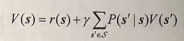 V(s) = r(s) + γ∑_{s'∈𝒮} P(s' | s)V(s')